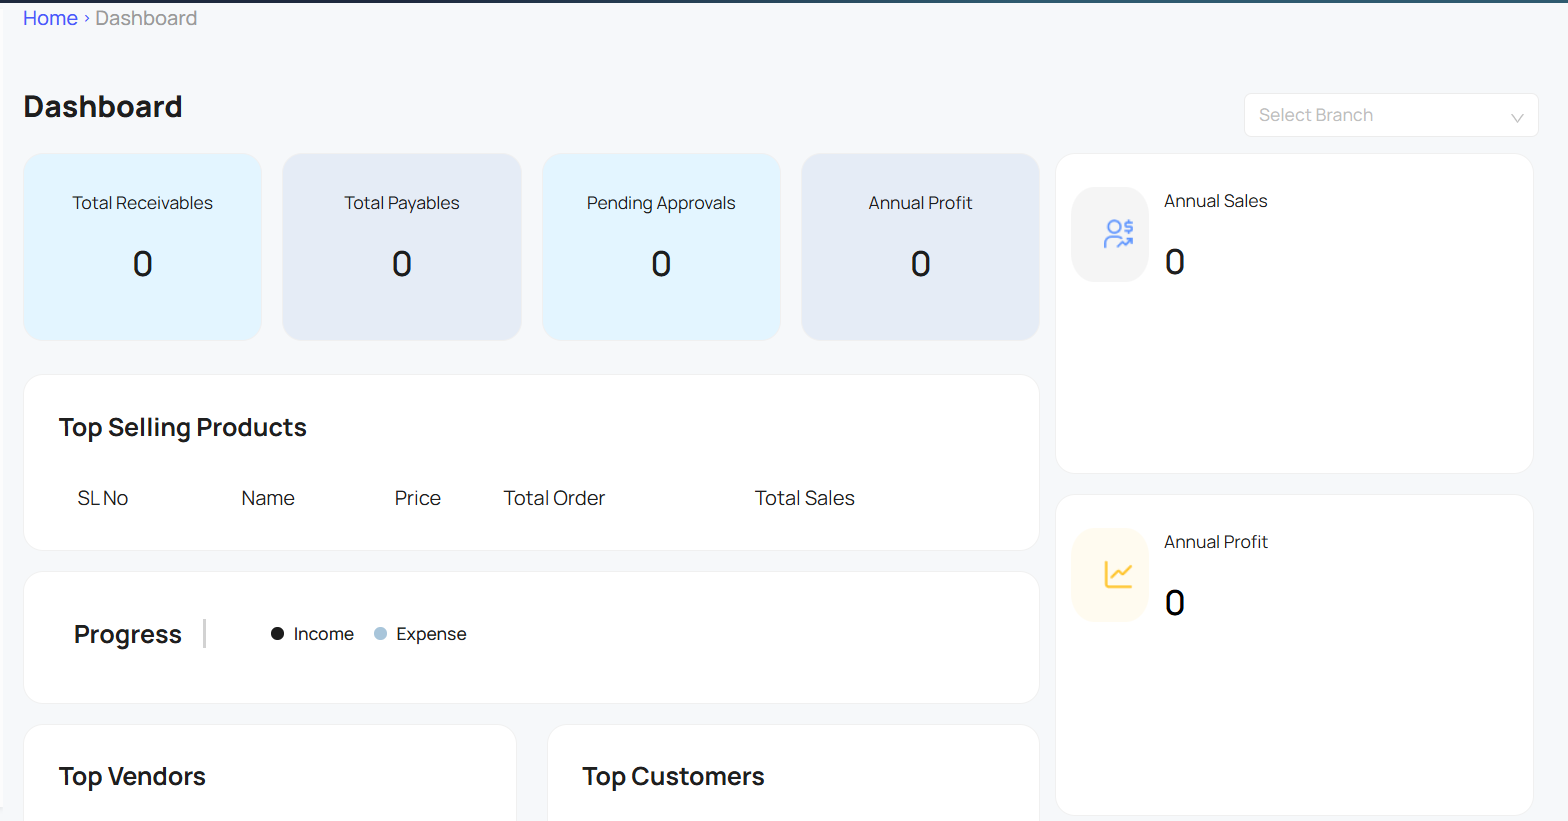 Home › Dashboard
Dashboard
Select Branch
Total Receivables
0
Total Payables
0
Pending Approvals
0
Annual Profit
0
Annual Sales
0
Top Selling Products
SL No Name Price Total Order Total Sales
Annual Profit
0
Progress
Income Expense
Top Vendors
Top Customers